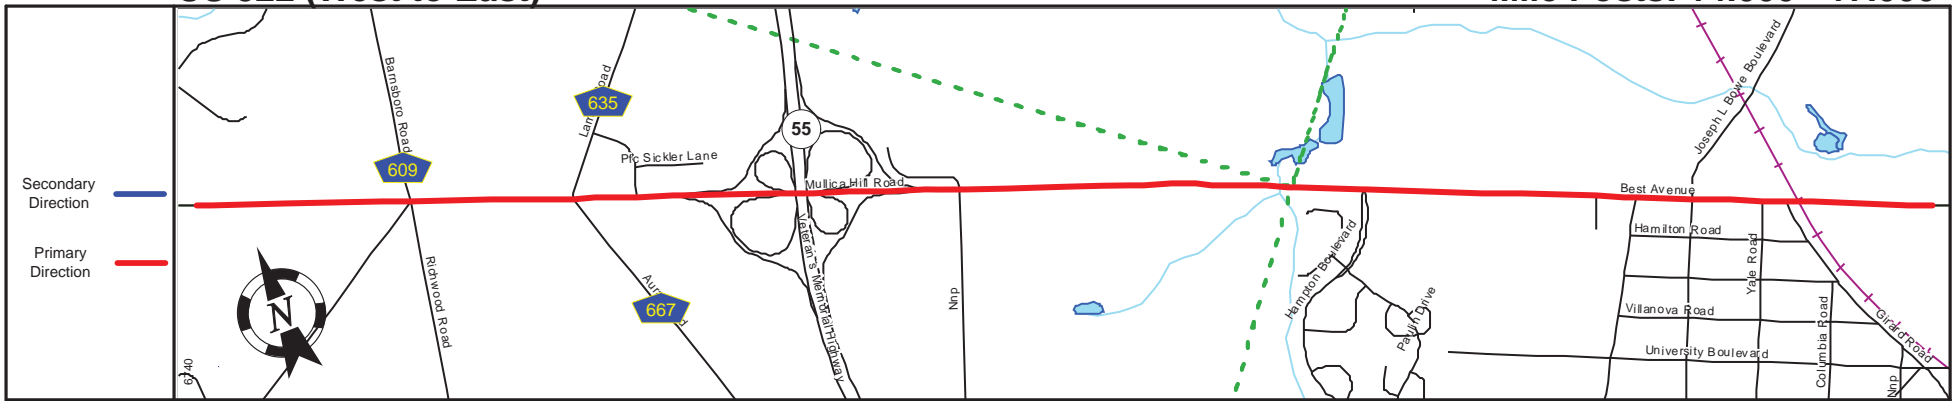 Secondary
Direction
Primary
Direction
Barnsboro Road
609
Richwood Road
635
Pfc Sickler Lane
667
55
Mullica Hill Road
Veteran's Memorial Highway
Nnp
Hampton Boulevard
Paulin Drive
Joseph L Bowe Boulevard
Best Avenue
Hamilton Road
Yale Road
Villanova Road
University Boulevard
Columbia Road
Girard Road
Nnp
N